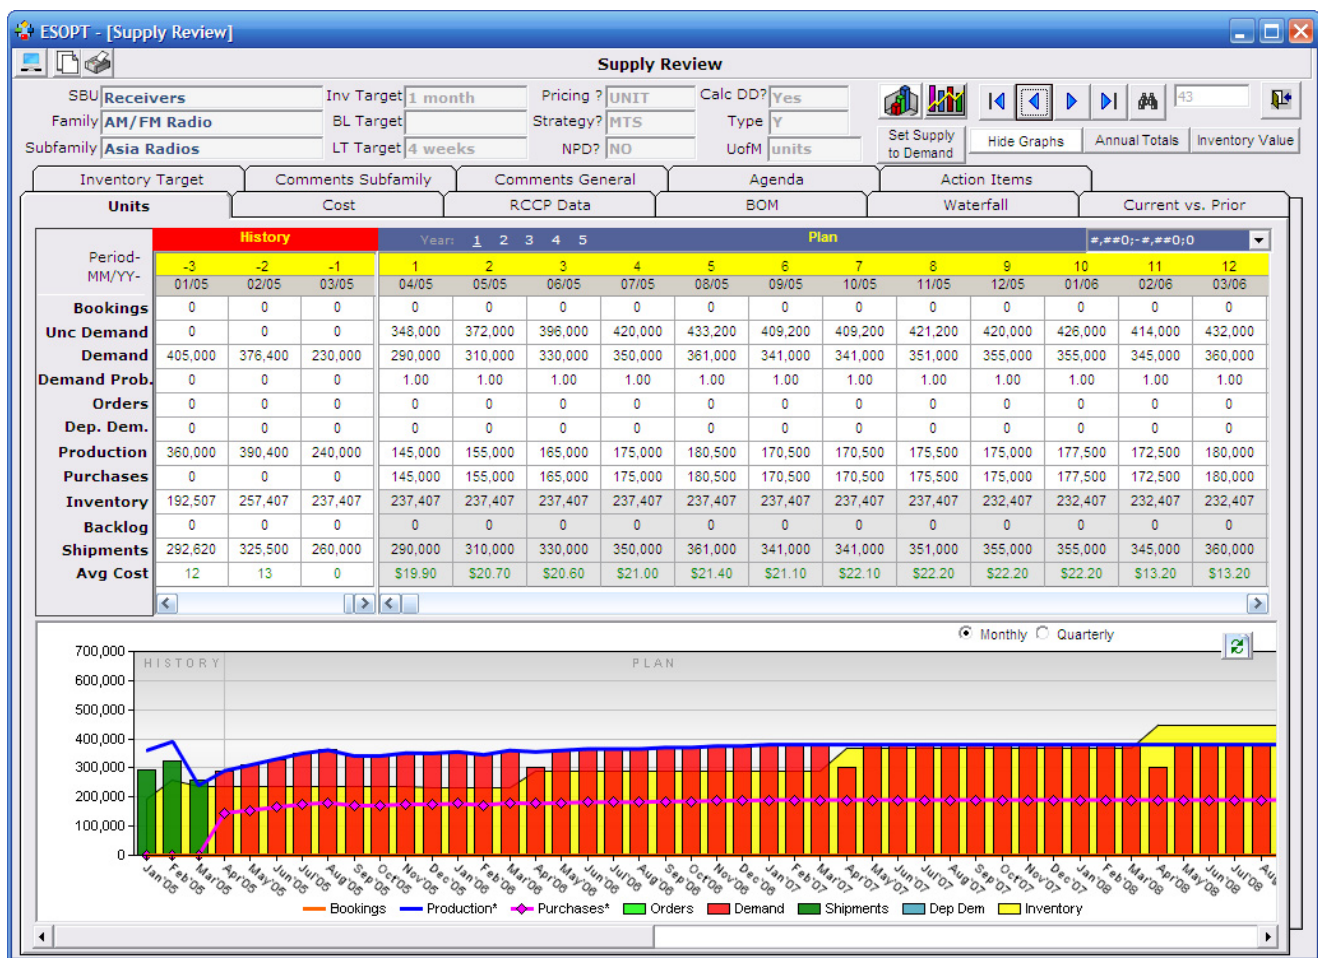 ESOPT - [Supply Review]
Supply Review
SBU Receivers Inv Target 1 month Pricing ? UNIT Calc DD? Yes 43
Family AM/FM Radio BL Target Strategy? MTS Type Y
Subfamily Asia Radios LT Target 4 weeks NPD? NO UofM units
Set Supply to Demand Hide Graphs Annual Totals Inventory Value
Inventory Target Comments Subfamily Comments General Agenda Action Items
Units Cost RCCP Data BOM Waterfall Current vs. Prior
History Year: 1 2 3 4 5 Plan #,##0;-#,##0;0
Period- -3 -2 -1 1 2 3 4 5 6 7 8 9 10 11 12
MM/YY- 01/05 02/05 03/05 04/05 05/05 06/05 07/05 08/05 09/05 10/05 11/05 12/05 01/06 02/06 03/06
Bookings 0 0 0 0 0 0 0 0 0 0 0 0 0 0 0
Unc Demand 0 0 0 348,000 372,000 396,000 420,000 433,200 409,200 409,200 421,200 420,000 426,000 414,000 432,000
Demand 405,000 376,400 230,000 290,000 310,000 330,000 350,000 361,000 341,000 341,000 351,000 355,000 355,000 345,000 360,000
Demand Prob. 0 0 0 1.00 1.00 1.00 1.00 1.00 1.00 1.00 1.00 1.00 1.00 1.00 1.00
Orders 0 0 0 0 0 0 0 0 0 0 0 0 0 0 0
Dep. Dem. 0 0 0 0 0 0 0 0 0 0 0 0 0 0 0
Production 360,000 390,400 240,000 145,000 155,000 165,000 175,000 180,500 170,500 170,500 175,500 175,000 177,500 172,500 180,000
Purchases 0 0 0 145,000 155,000 165,000 175,000 180,500 170,500 170,500 175,500 175,000 177,500 172,500 180,000
Inventory 192,507 257,407 237,407 237,407 237,407 237,407 237,407 237,407 237,407 237,407 237,407 232,407 232,407 232,407 232,407
Backlog 0 0 0 0 0 0 0 0 0 0 0 0 0 0 0
Shipments 292,620 325,500 260,000 290,000 310,000 330,000 350,000 361,000 341,000 341,000 351,000 355,000 355,000 345,000 360,000
Avg Cost 12 13 0 $19.90 $20.70 $20.60 $21.00 $21.40 $21.10 $22.10 $22.20 $22.20 $22.20 $13.20 $13.20
Monthly Quarterly
HISTORY PLAN
700,000
600,000
500,000
400,000
300,000
200,000
100,000
0
Jan'05 Feb'05 Mar'05 Apr'05 May'05 Jun'05 Jul'05 Aug'05 Sep'05 Oct'05 Nov'05 Dec'05 Jan'06 Feb'06 Mar'06 Apr'06 May'06 Jun'06 Jul'06 Aug'06 Sep'06 Oct'06 Nov'06 Dec'06 Jan'07 Feb'07 Mar'07 Apr'07 May'07 Jun'07 Jul'07 Aug'07 Sep'07 Oct'07 Nov'07 Dec'07 Jan'08 Feb'08 Mar'08 Apr'08 May'08 Jun'08 Jul'08
Bookings Production* Purchases* Orders Demand Shipments Dep Dem Inventory